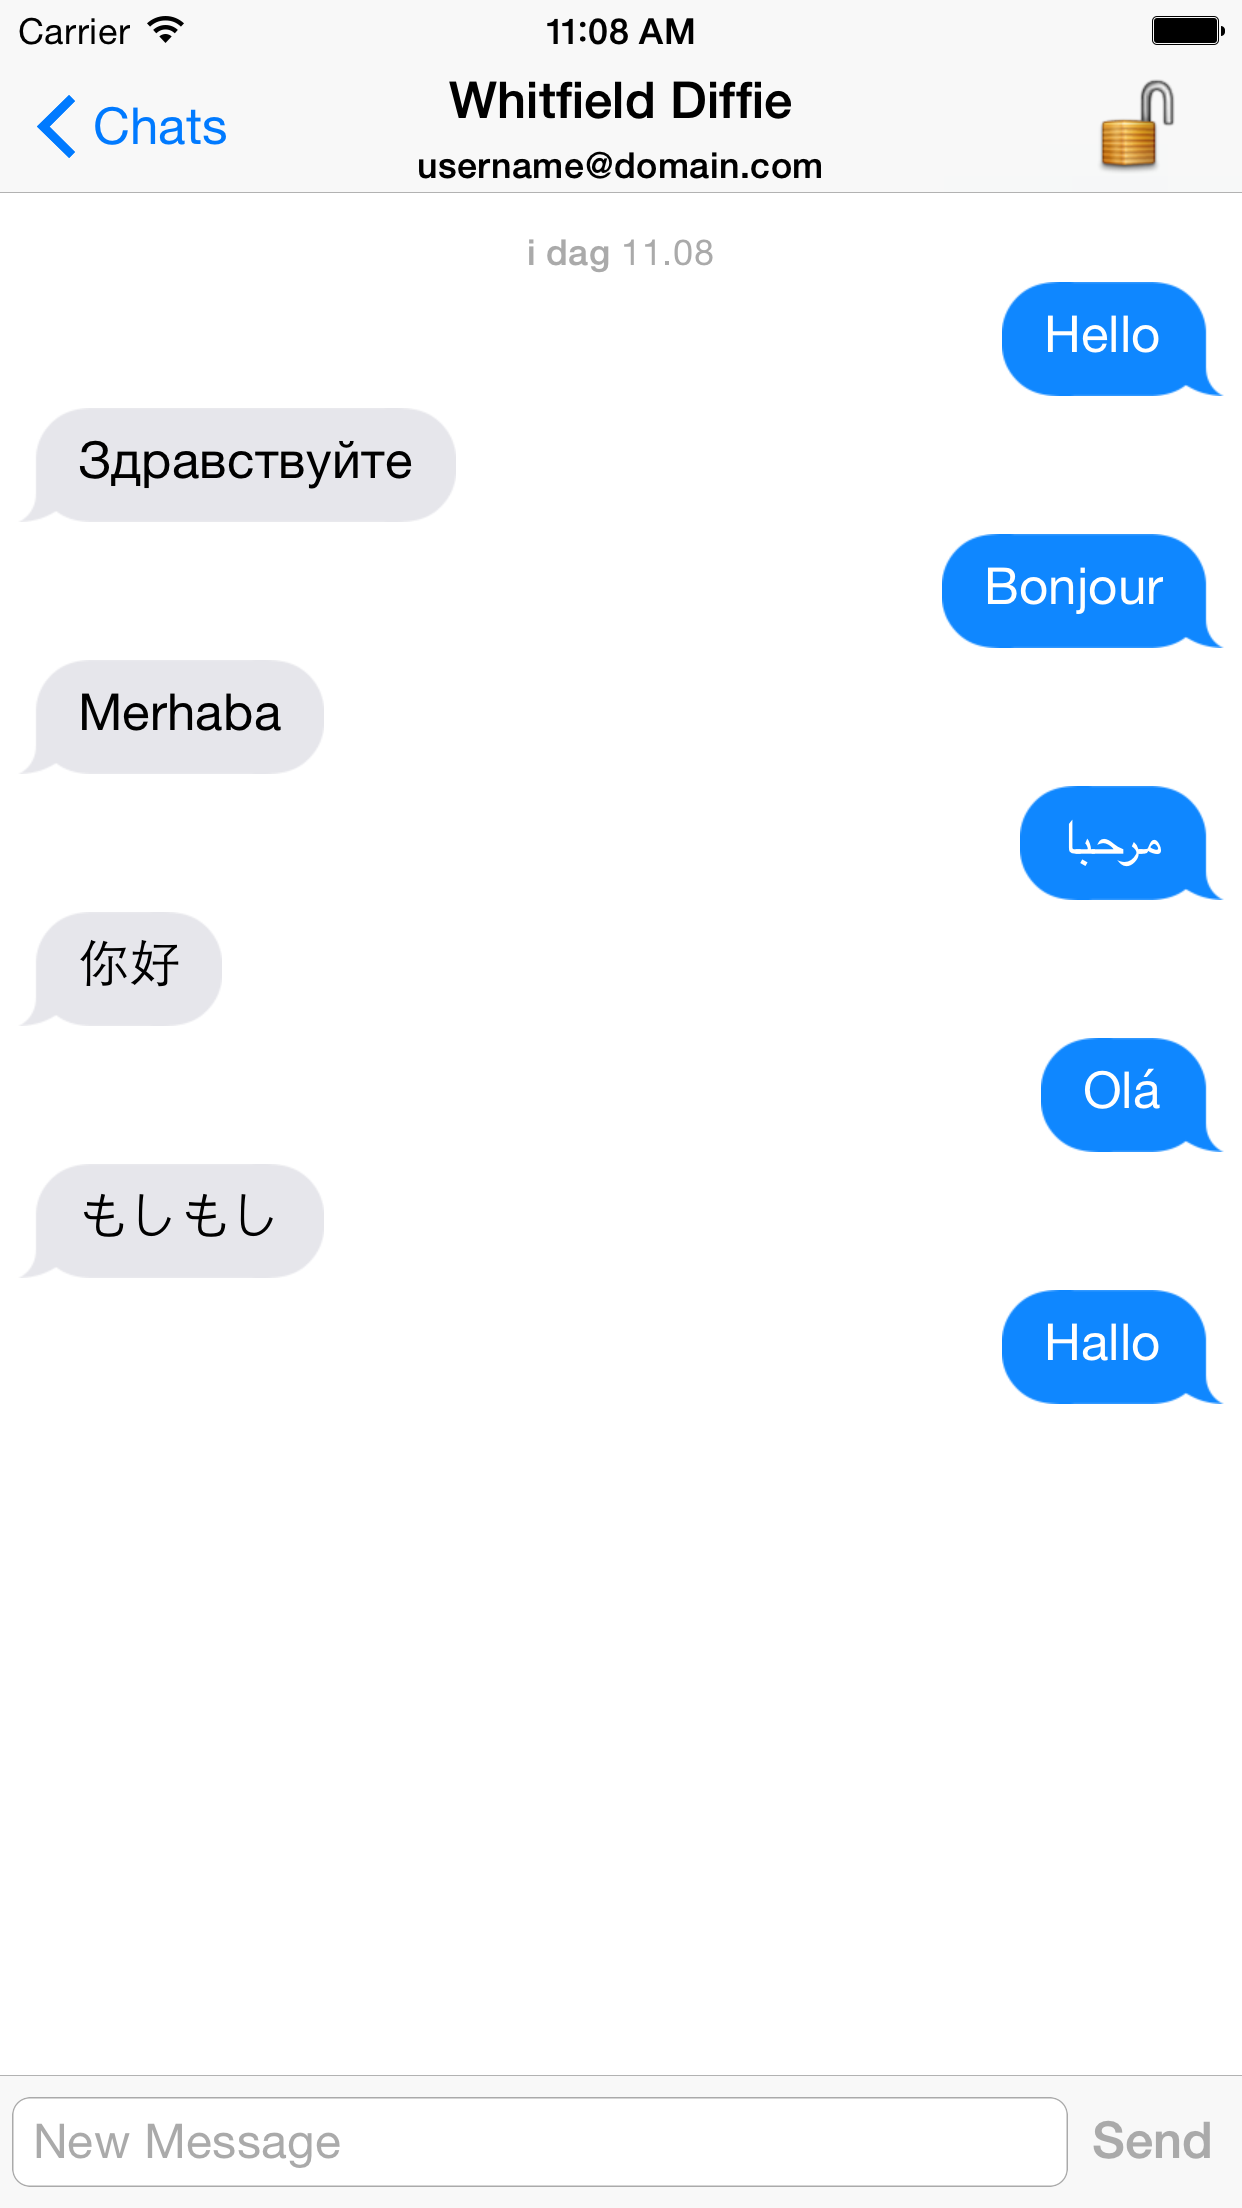 Carrier
11:08 AM
Chats
Whitfield Diffie
username@domain.com
i dag 11.08
Hello
Здравствуйте
Bonjour
Merhaba
مرحبا
你好
Olá
もしもし
Hallo
New Message
Send